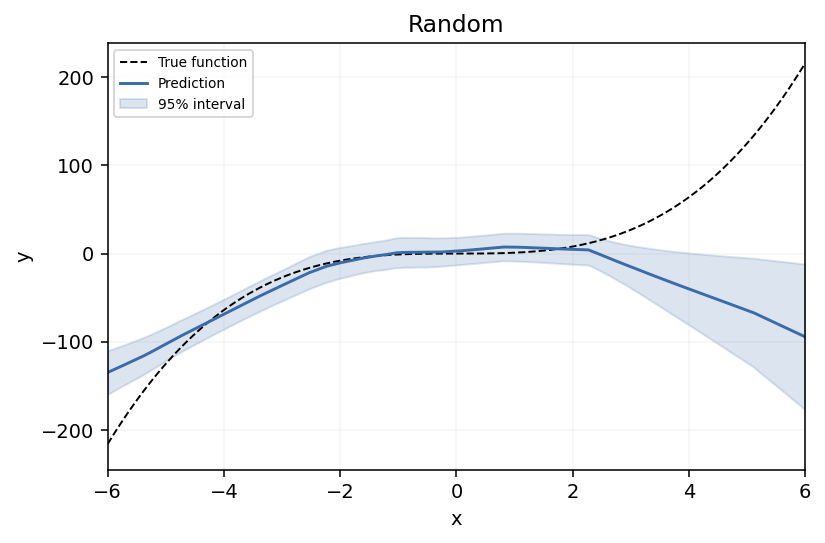 Random
True function
Prediction
95% interval
200
100
0
−100
−200
y
−6
−4
−2
0
2
4
6
x